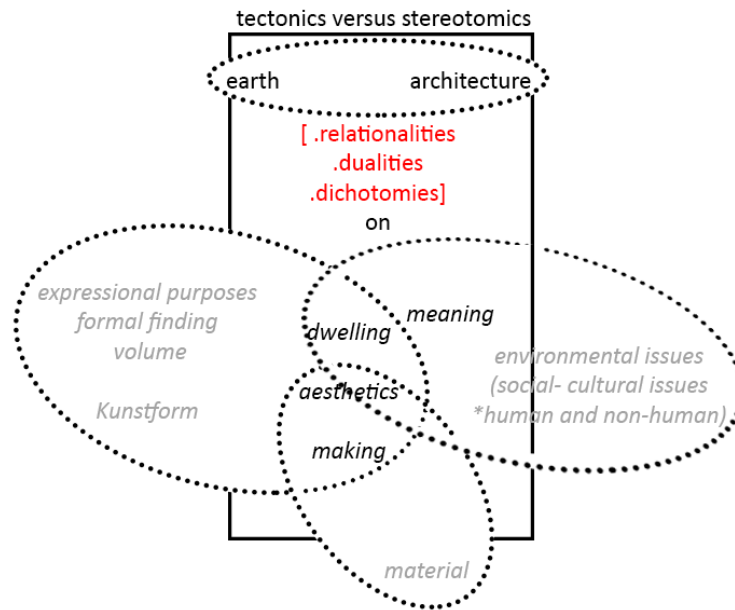 tectonics versus stereotomics
earth architecture
[ .relationalities
.dualities
.dichotomies]
on
expressional purposes
formal finding
volume
Kunstform
dwelling
meaning
aesthetics
making
environmental issues
(social- cultural issues
*human and non-human)
material